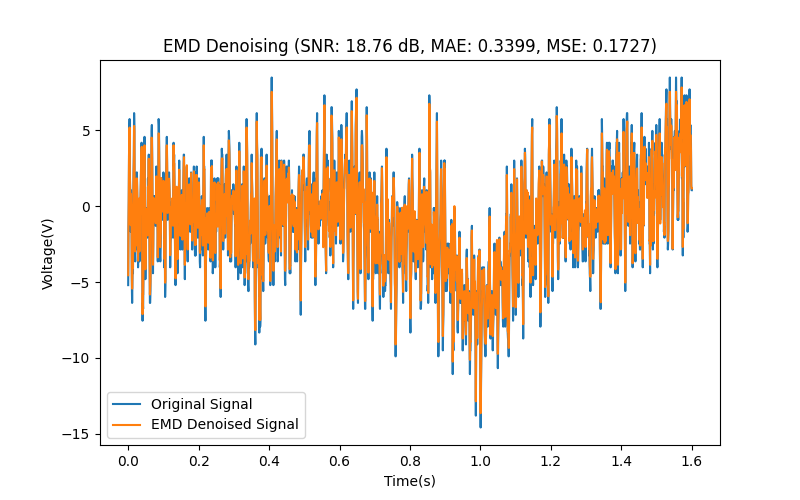 EMD Denoising (SNR: 18.76 dB, MAE: 0.3399, MSE: 0.1727)
5
0
−5
−10
−15
Voltage(V)
Original Signal
EMD Denoised Signal
0.0 0.2 0.4 0.6 0.8 1.0 1.2 1.4 1.6
Time(s)